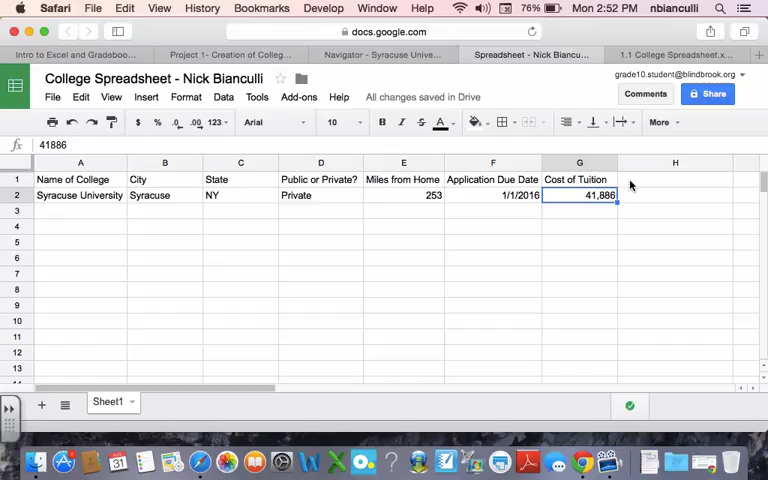 Safari File Edit View History Bookmarks Develop Window Help 76% Mon 2:52 PM nbianculli
docs.google.com
Intro to Excel and Gradeboo... Project 1- Creation of Colleg... Navigator - Syracuse Unive... Spreadsheet - Nick Biancu... 1.1 College Spreadsheet.x...
College Spreadsheet - Nick Bianculli grade10.student@blindbrook.org
File Edit View Insert Format Data Tools Add-ons Help All changes saved in Drive Comments Share
$ % .0 .00 123 Arial 10 B I S A More
fx 41886
A B C D E F G H
1 Name of College City State Public or Private? Miles from Home Application Due Date Cost of Tuition
2 Syracuse University Syracuse NY Private 253 1/1/2016 41,886
3
4
5
6
7
8
9
10
11
12
13
Sheet1
31